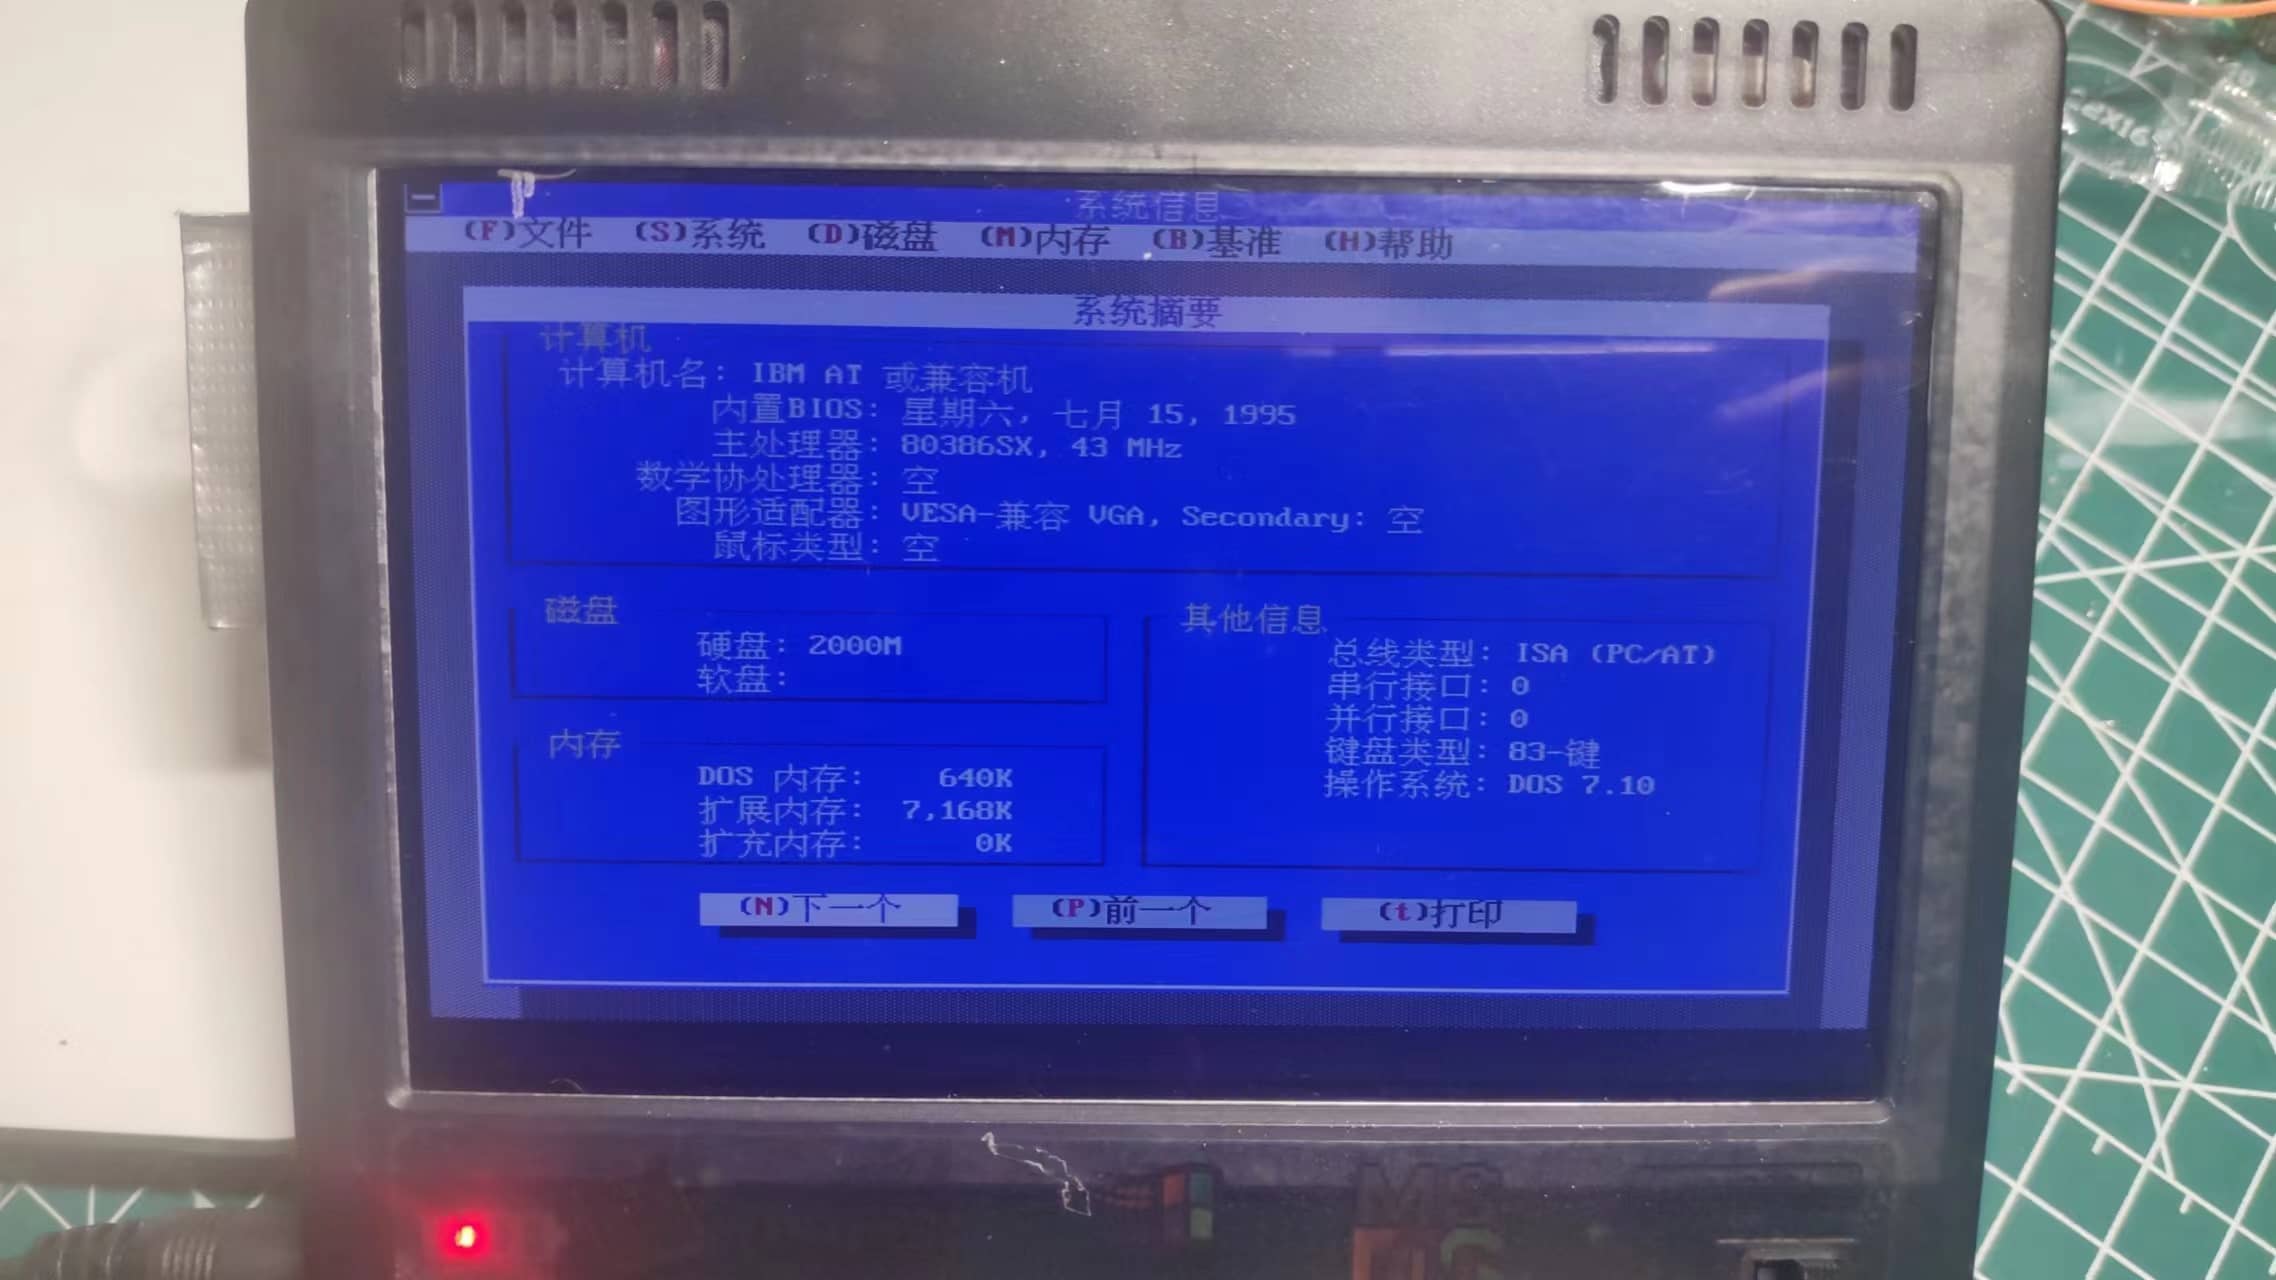 系统信息
(F)文件 (S)系统 (D)磁盘 (M)内存 (B)基准 (H)帮助
系统摘要
计算机
计算机名: IBM AT 或兼容机
内置BIOS: 星期六, 七月 15, 1995
主处理器: 80386SX, 43 MHz
数学协处理器: 空
图形适配器: VESA-兼容 VGA, Secondary: 空
鼠标类型: 空
磁盘
硬盘: 2000M
软盘:
内存
DOS 内存: 640K
扩展内存: 7,168K
扩充内存: 0K
其他信息
总线类型: ISA (PC/AT)
串行接口: 0
并行接口: 0
键盘类型: 83-键
操作系统: DOS 7.10
(N)下一个 (P)前一个 (t)打印
MS